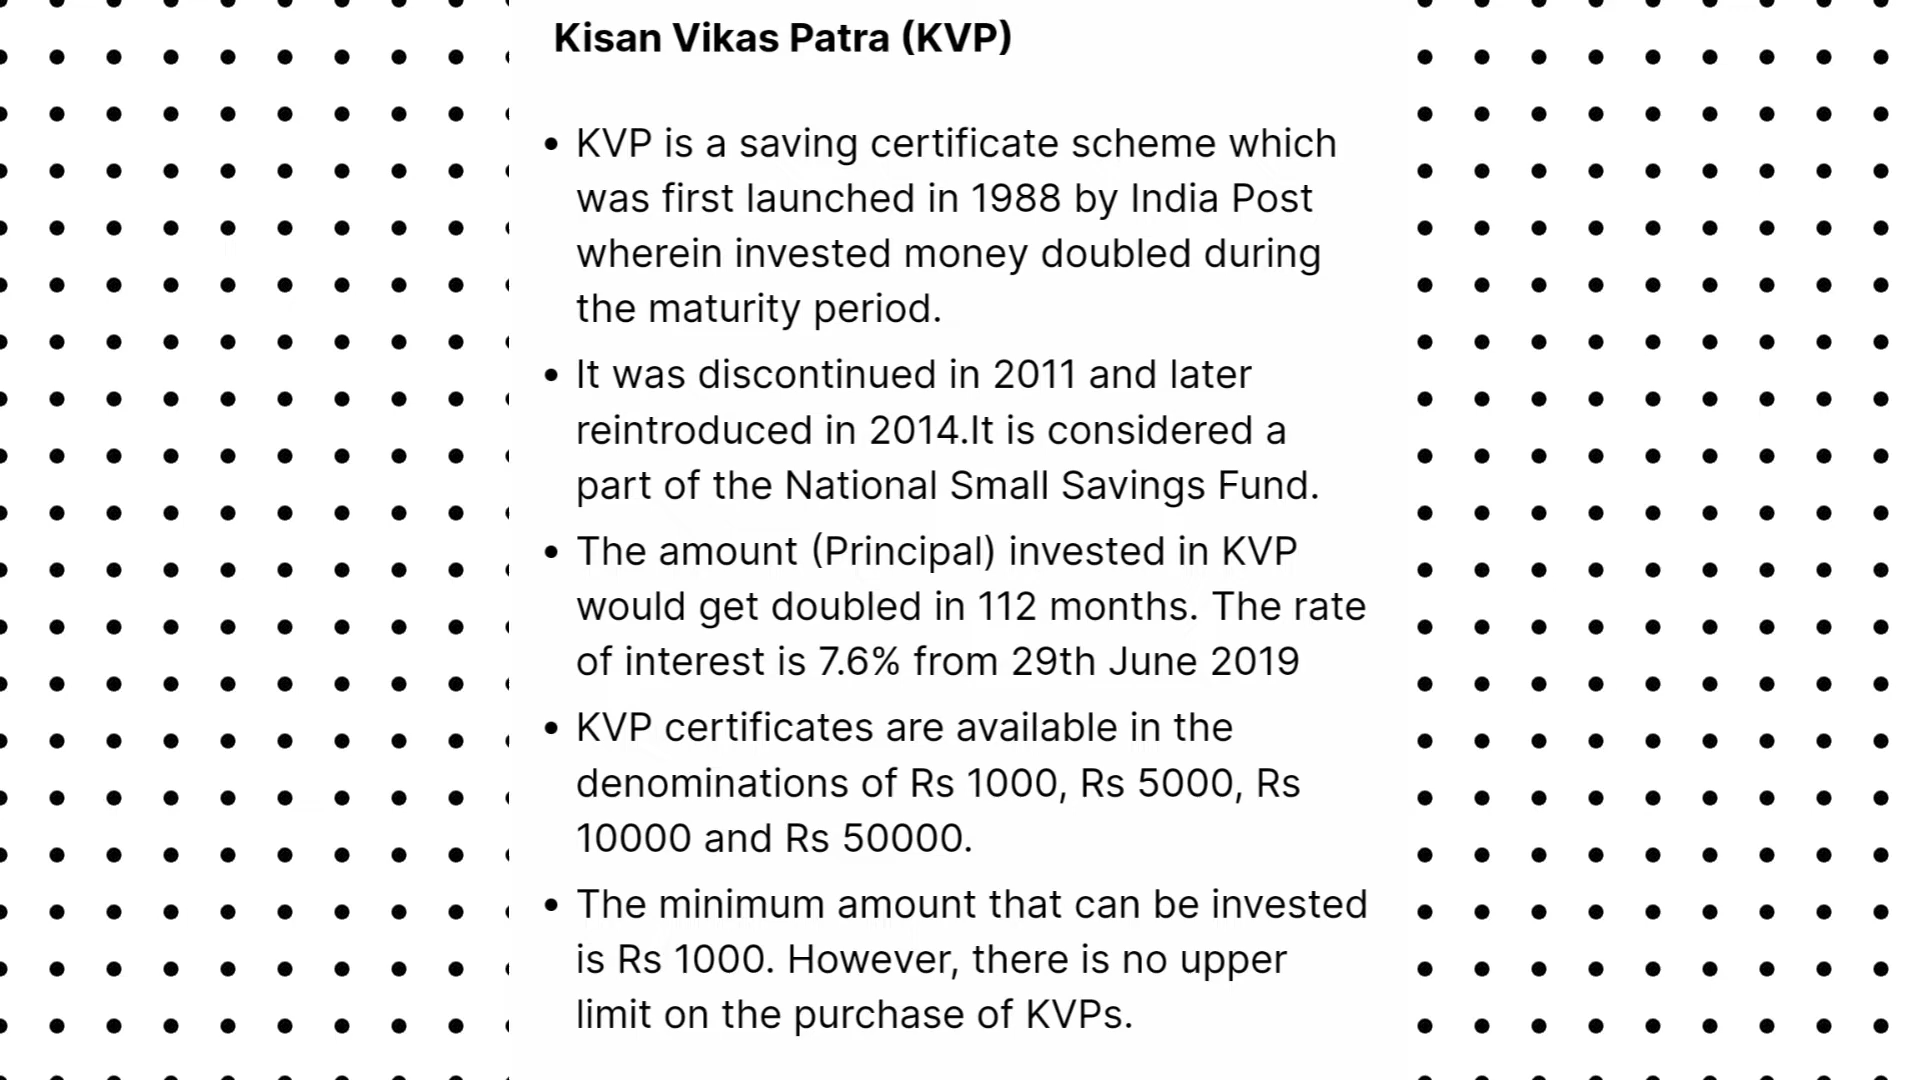 Kisan Vikas Patra (KVP)
• KVP is a saving certificate scheme which
was first launched in 1988 by India Post
wherein invested money doubled during
the maturity period.
• It was discontinued in 2011 and later
reintroduced in 2014.It is considered a
part of the National Small Savings Fund.
• The amount (Principal) invested in KVP
would get doubled in 112 months. The rate
of interest is 7.6% from 29th June 2019
• KVP certificates are available in the
denominations of Rs 1000, Rs 5000, Rs
10000 and Rs 50000.
• The minimum amount that can be invested
is Rs 1000. However, there is no upper
limit on the purchase of KVPs.